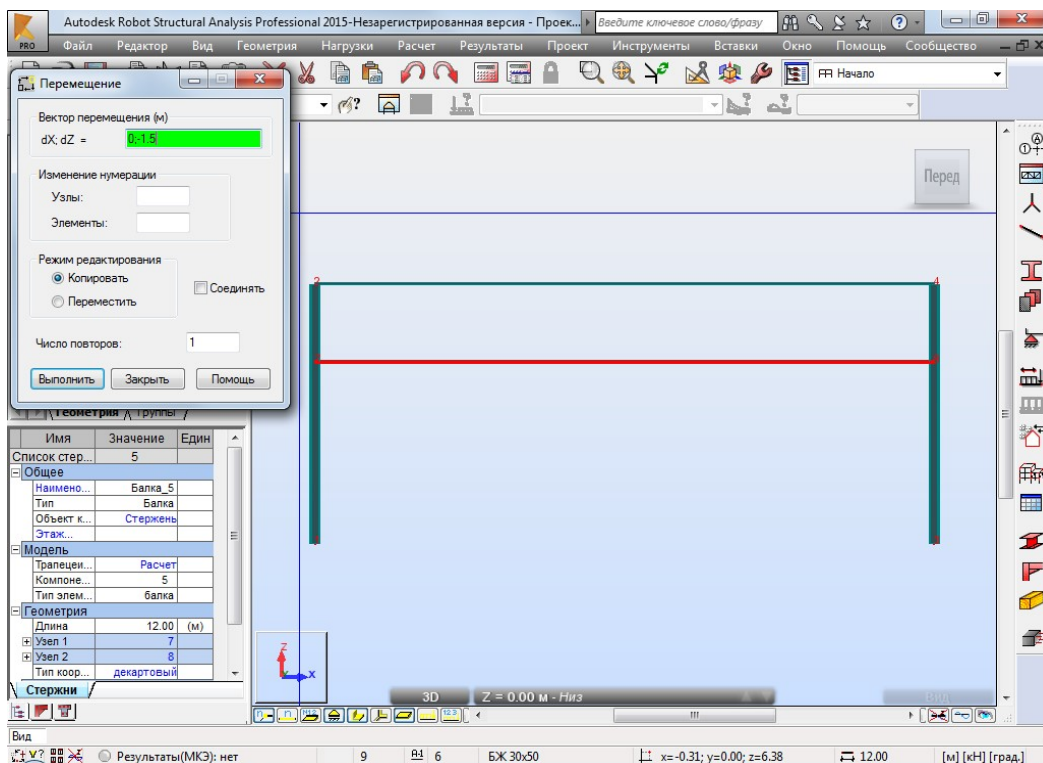 Autodesk Robot Structural Analysis Professional 2015-Незарегистрированная версия - Проек...
Введите ключевое слово/фразу
PRO
Файл Редактор Вид Геометрия Нагрузки Расчет Результаты Проект Инструменты Вставки Окно Помощь Сообщество
Начало
Перемещение
Вектор перемещения (м)
dX; dZ = 0;-1.5
Изменение нумерации
Узлы:
Элементы:
Режим редактирования
Копировать
Переместить
Соединять
Число повторов: 1
Выполнить Закрыть Помощь
Перед
2 4
Геометрия Группы
Имя Значение Един
Список стер... 5
Общее
Наимено... Балка_5
Тип Балка
Объект к... Стержень
Этаж...
Модель
Трапеции... Расчет
Компоне... 5
Тип элем... балка
Геометрия
Длина 12.00 (м)
Узел 1 7
Узел 2 8
Тип коор... декартовый
Стержни
Z
X
3D Z = 0.00 м - Низ
Вид
Вид
Результаты(МКЭ): нет 9 6 БЖ 30x50 x=-0.31; y=0.00; z=6.38 12.00 [м] [кН] [град.]